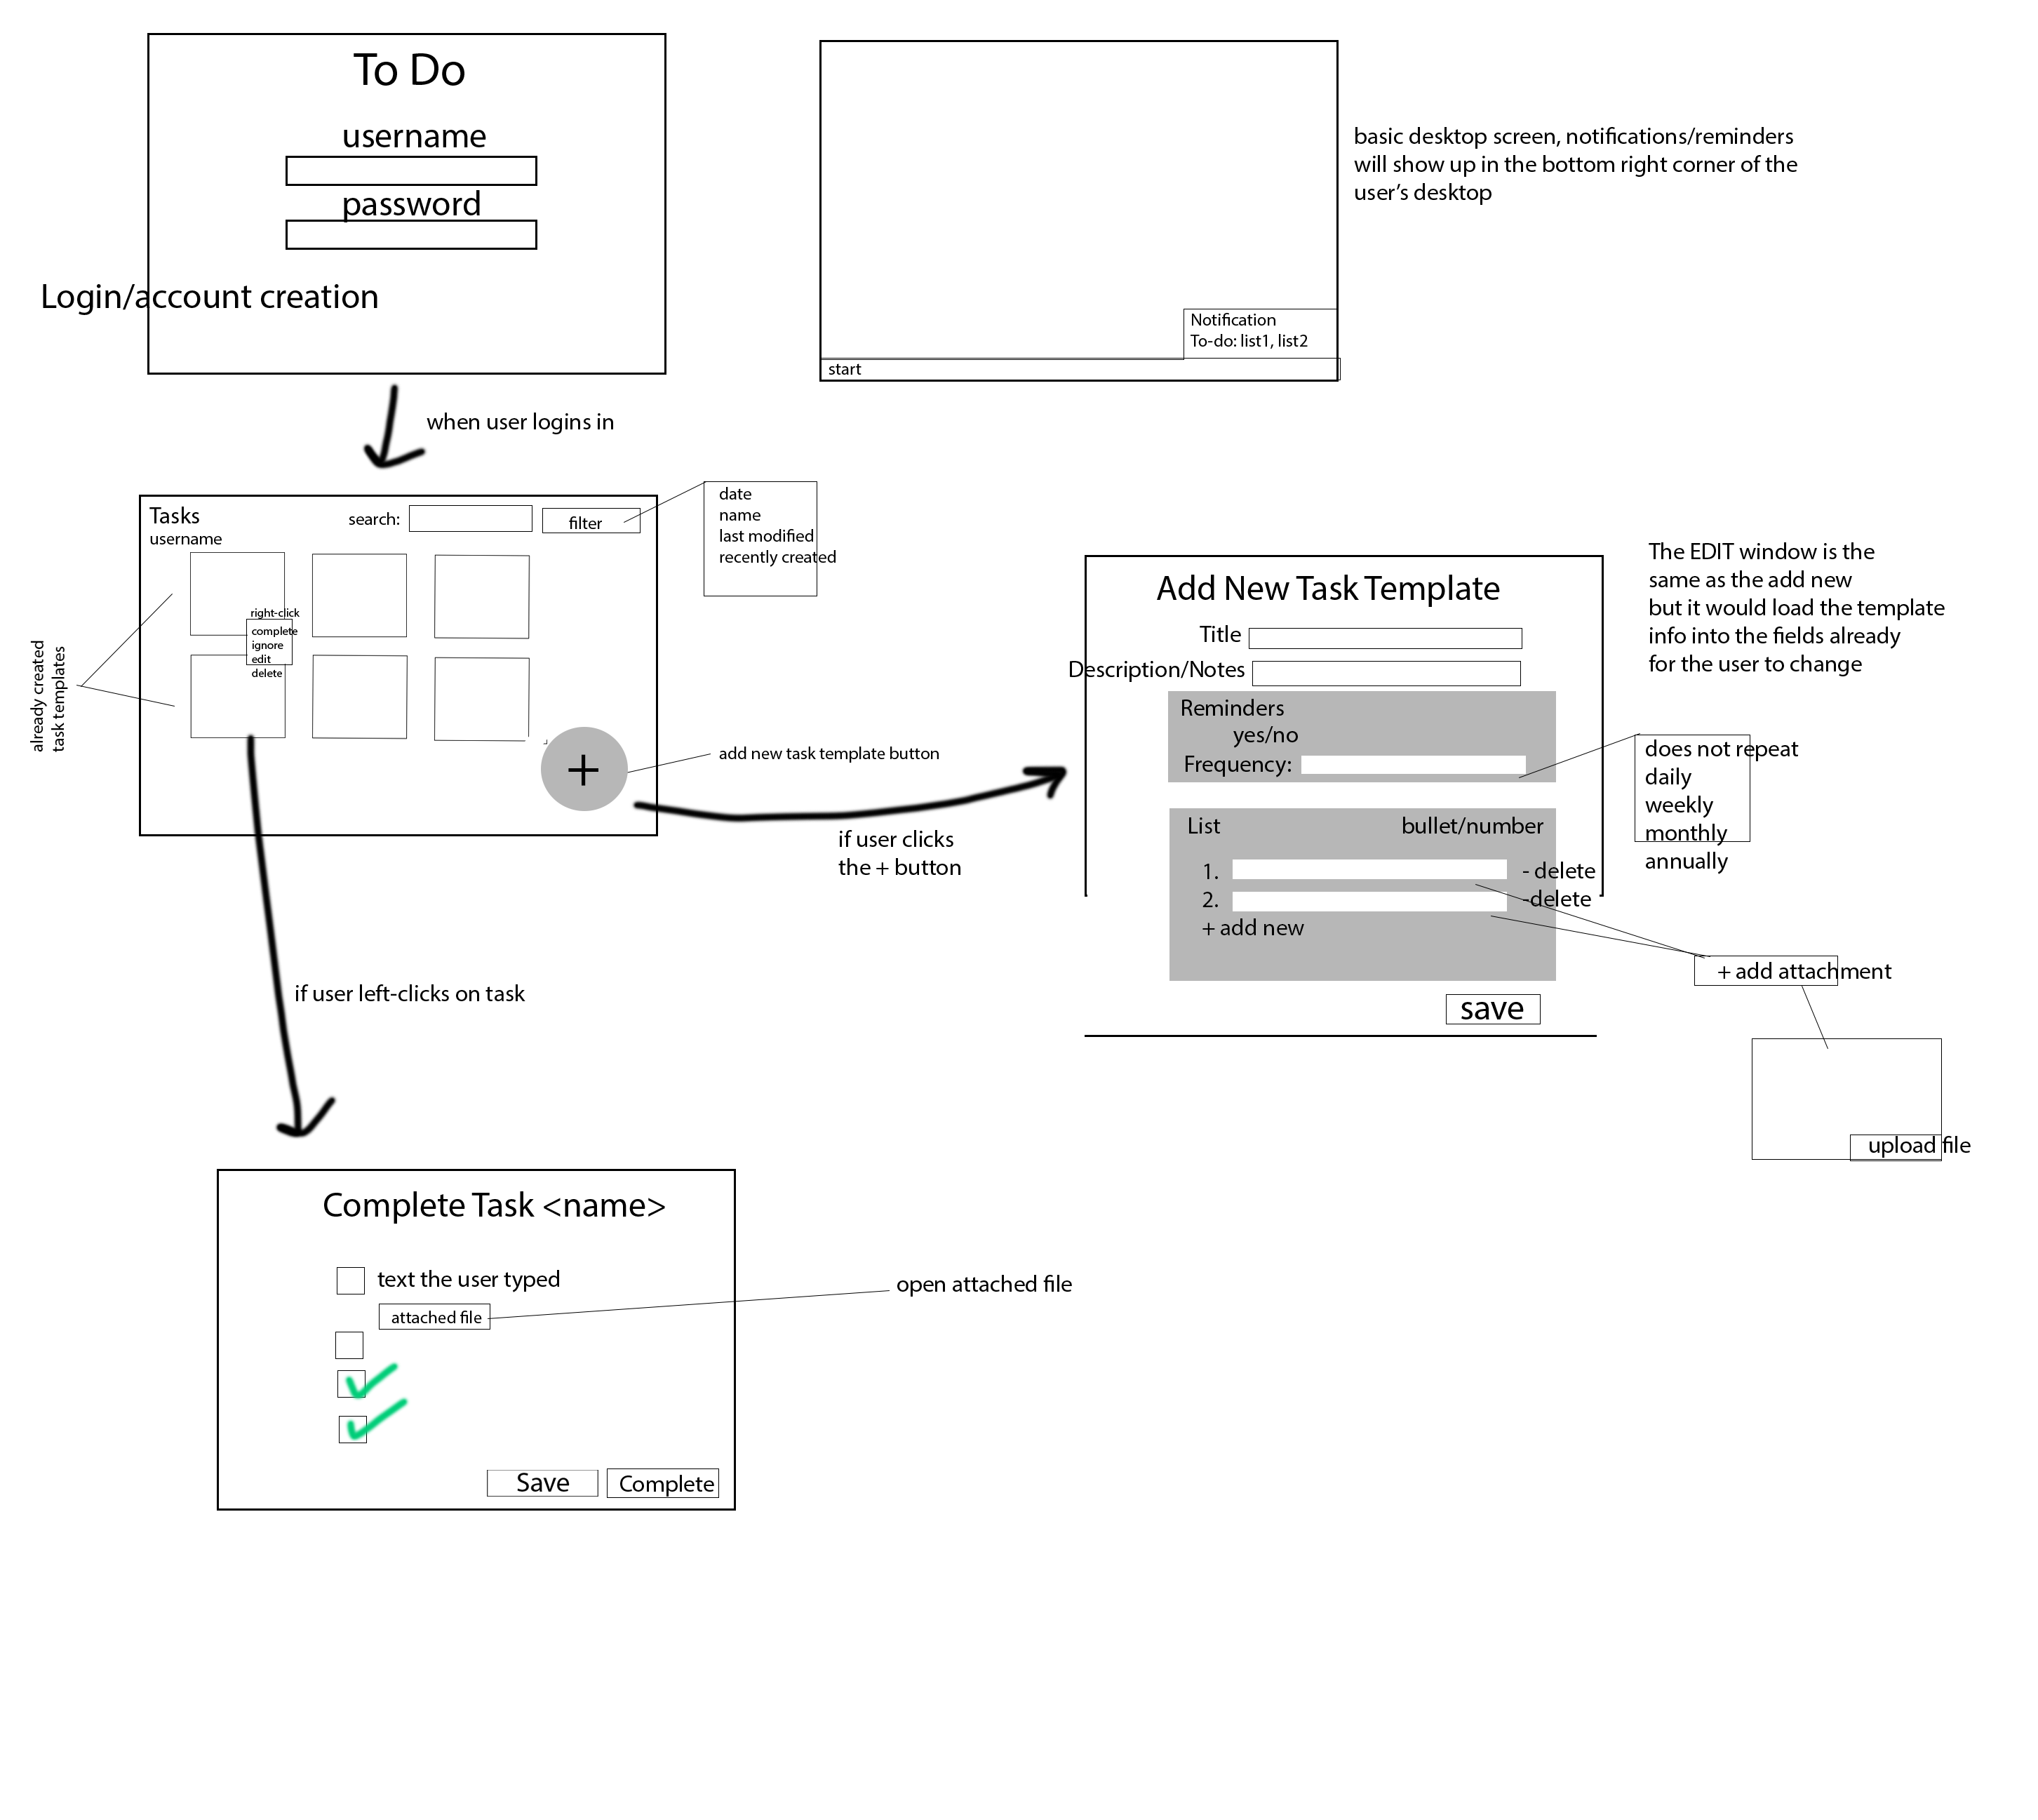 To Do
username
password
Login/account creation
basic desktop screen, notifications/reminders
will show up in the bottom right corner of the
user's desktop
Notification
To-do: list1, list2
start
when user logins in
Tasks
username
search:
filter
date
name
last modified
recently created
right-click
complete
ignore
edit
delete
already created
task templates
+
add new task template button
if user clicks
the + button
Add New Task Template
Title
Description/Notes
Reminders
yes/no
Frequency:
The EDIT window is the
same as the add new
but it would load the template
info into the fields already
for the user to change
does not repeat
daily
weekly
monthly
annually
List
bullet/number
1.
- delete
2.
-delete
+ add new
+ add attachment
save
upload file
if user left-clicks on task
Complete Task <name>
text the user typed
attached file
open attached file
Save
Complete